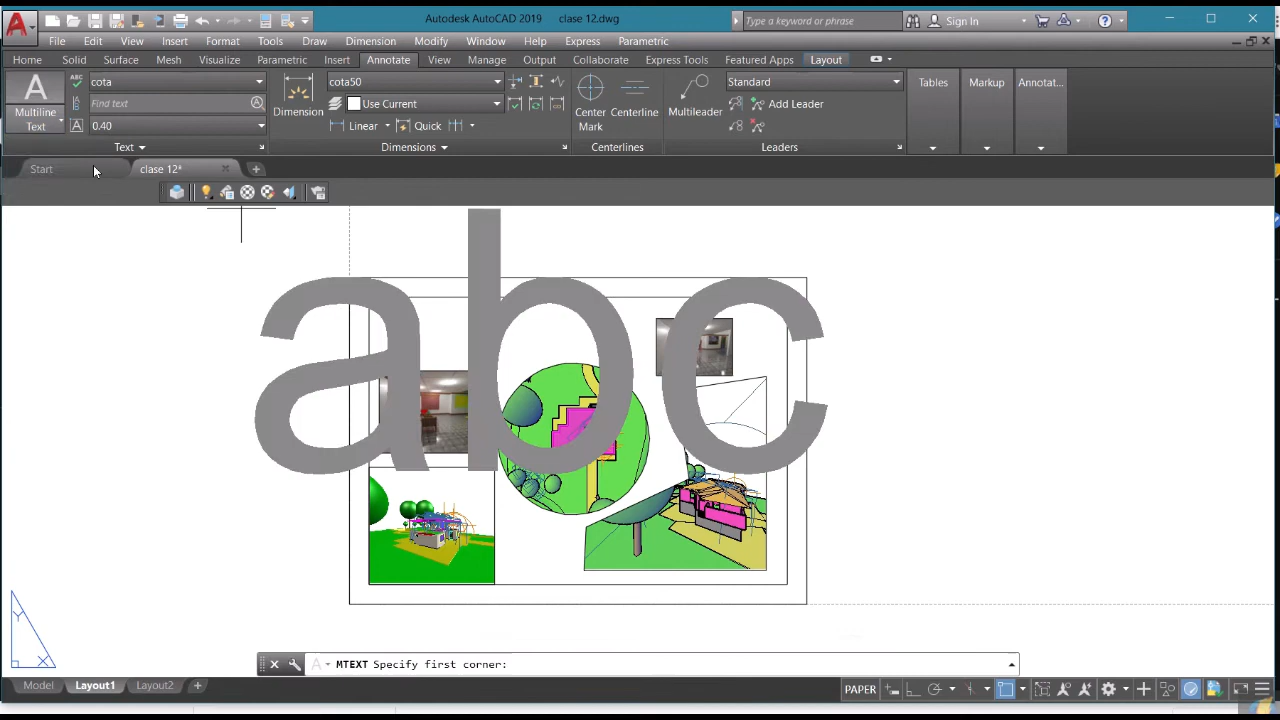 Autodesk AutoCAD 2019 clase 12.dwg
Type a keyword or phrase
Sign In
File Edit View Insert Format Tools Draw Dimension Modify Window Help Express Parametric
Home Solid Surface Mesh Visualize Parametric Insert Annotate View Manage Output Collaborate Express Tools Featured Apps Layout
A
Multiline
Text
ABC
cota
Find text
A
0.40
Text
Dimension
cota50
Use Current
Linear
Quick
Dimensions
Center
Mark
Centerline
Centerlines
Multileader
Standard
Add Leader
Leaders
Tables
Markup
Annotat...
Start
clase 12*
abc
Y
X
MTEXT Specify first corner:
Model Layout1 Layout2
PAPER